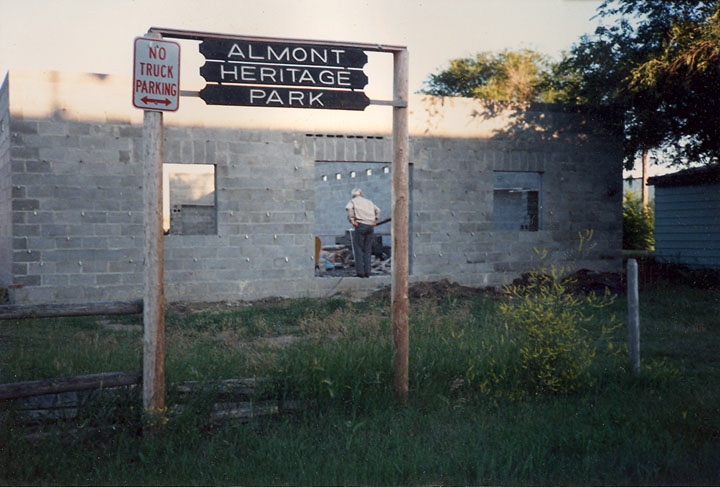 NO
TRUCK
PARKING
ALMONT
HERITAGE
PARK